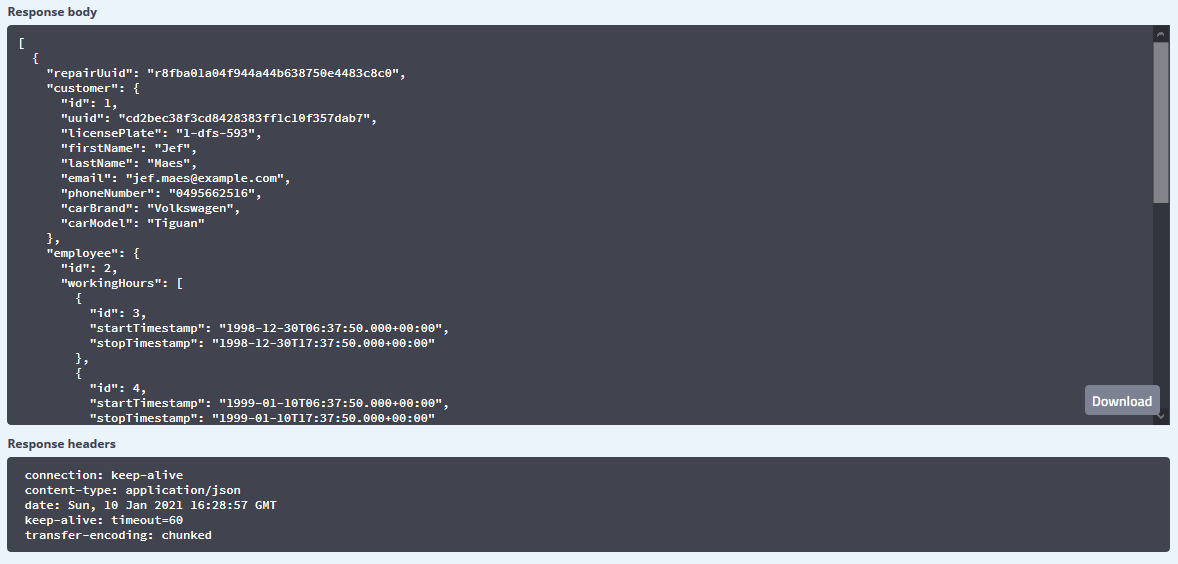 Response body
[
  {
    "repairUuid": "r8fba01a04f944a44b638750e4483c8c0",
    "customer": {
      "id": 1,
      "uuid": "cd2bec38f3cd8428383ff1c10f357dab7",
      "licensePlate": "1-dfs-593",
      "firstName": "Jef",
      "lastName": "Maes",
      "email": "jef.maes@example.com",
      "phoneNumber": "0495662516",
      "carBrand": "Volkswagen",
      "carModel": "Tiguan"
    },
    "employee": {
      "id": 2,
      "workingHours": [
        {
          "id": 3,
          "startTimestamp": "1998-12-30T06:37:50.000+00:00",
          "stopTimestamp": "1998-12-30T17:37:50.000+00:00"
        },
        {
          "id": 4,
          "startTimestamp": "1999-01-10T06:37:50.000+00:00",
          "stopTimestamp": "1999-01-10T17:37:50.000+00:00"
Download
Response headers
connection: keep-alive
content-type: application/json
date: Sun, 10 Jan 2021 16:28:57 GMT
keep-alive: timeout=60
transfer-encoding: chunked